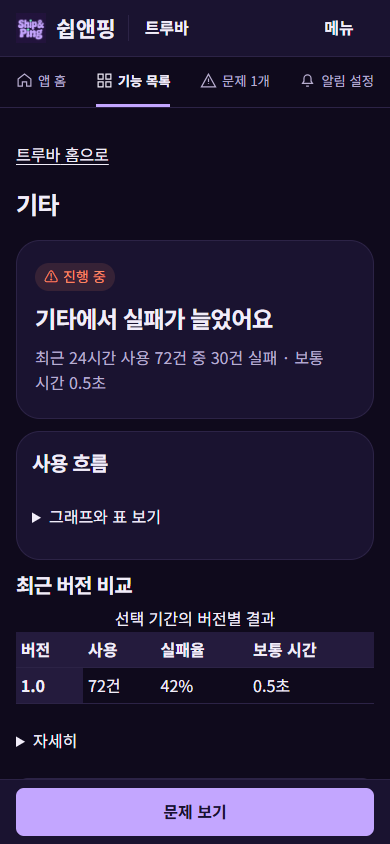 Ship&Ping 쉽앤핑 트루바 메뉴
앱 홈 기능 목록 문제 1개 알림 설정
트루바 홈으로
기타
진행 중
기타에서 실패가 늘었어요
최근 24시간 사용 72건 중 30건 실패 · 보통
시간 0.5초
사용 흐름
▶ 그래프와 표 보기
최근 버전 비교
선택 기간의 버전별 결과
버전 사용 실패율 보통 시간
1.0 72건 42% 0.5초
▶ 자세히
문제 보기